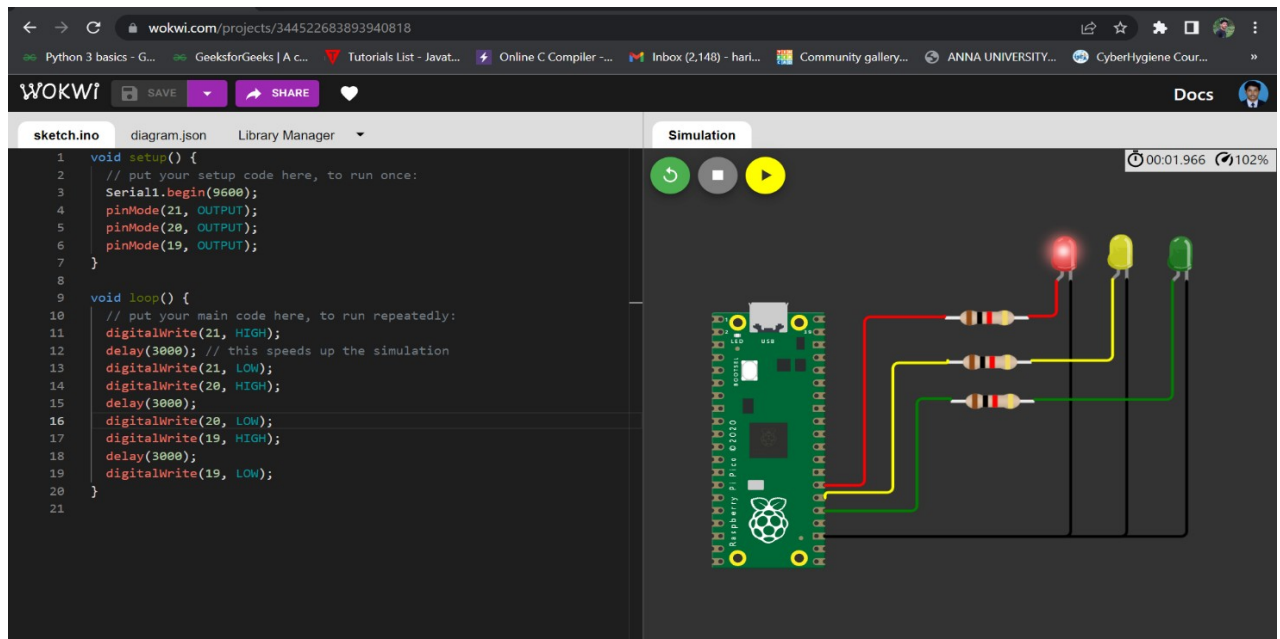 wokwi.com/projects/344522683893940818
Python 3 basics - G... GeeksforGeeks | A c... Tutorials List - Javat... Online C Compiler -... Inbox (2,148) - hari... Community gallery... ANNA UNIVERSITY... CyberHygiene Cour... »
WOKWI SAVE SHARE Docs
sketch.ino diagram.json Library Manager
1 void setup() {
2 // put your setup code here, to run once:
3 Serial1.begin(9600);
4 pinMode(21, OUTPUT);
5 pinMode(20, OUTPUT);
6 pinMode(19, OUTPUT);
7 }
8
9 void loop() {
10 // put your main code here, to run repeatedly:
11 digitalWrite(21, HIGH);
12 delay(3000); // this speeds up the simulation
13 digitalWrite(21, LOW);
14 digitalWrite(20, HIGH);
15 delay(3000);
16 digitalWrite(20, LOW);
17 digitalWrite(19, HIGH);
18 delay(3000);
19 digitalWrite(19, LOW);
20 }
21
Simulation
00:01.966 102%
LED USB
BOOTSEL
Raspberry Pi Pico ©2020